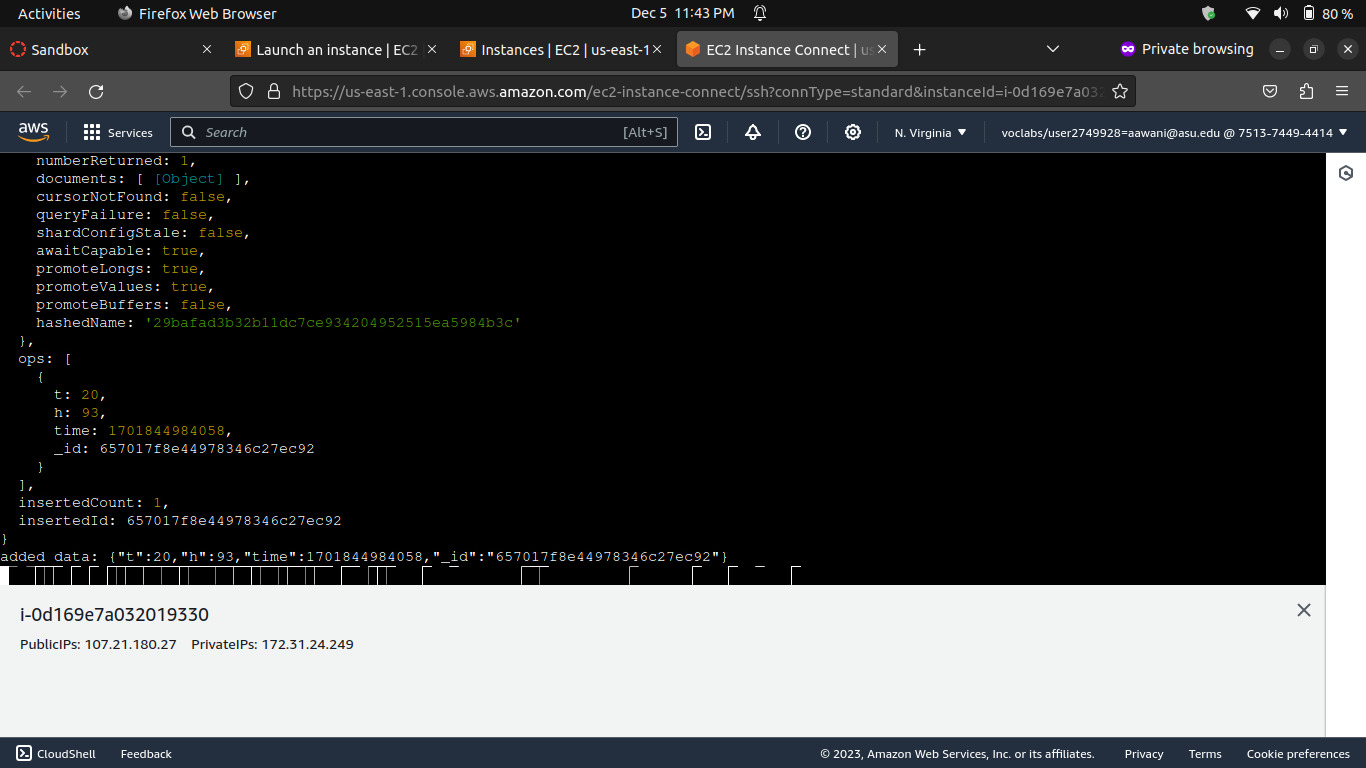 Activities Firefox Web Browser Dec 5 11:43 PM 80 %
Sandbox Launch an instance | EC2 Instances | EC2 | us-east-1 EC2 Instance Connect | us Private browsing
https://us-east-1.console.aws.amazon.com/ec2-instance-connect/ssh?connType=standard&instanceId=i-0d169e7a032
aws Services Search [Alt+S] N. Virginia voclabs/user2749928=aawani@asu.edu @ 7513-7449-4414
numberReturned: 1,
documents: [ [Object] ],
cursorNotFound: false,
queryFailure: false,
shardConfigStale: false,
awaitCapable: true,
promoteLongs: true,
promoteValues: true,
promoteBuffers: false,
hashedName: '29bafad3b32b11dc7ce934204952515ea5984b3c'
},
ops: [
{
t: 20,
h: 93,
time: 1701844984058,
_id: 657017f8e44978346c27ec92
}
],
insertedCount: 1,
insertedId: 657017f8e44978346c27ec92
}
added data: {"t":20,"h":93,"time":1701844984058,"_id":"657017f8e44978346c27ec92"}
i-0d169e7a032019330
PublicIPs: 107.21.180.27 PrivateIPs: 172.31.24.249
CloudShell Feedback © 2023, Amazon Web Services, Inc. or its affiliates. Privacy Terms Cookie preferences